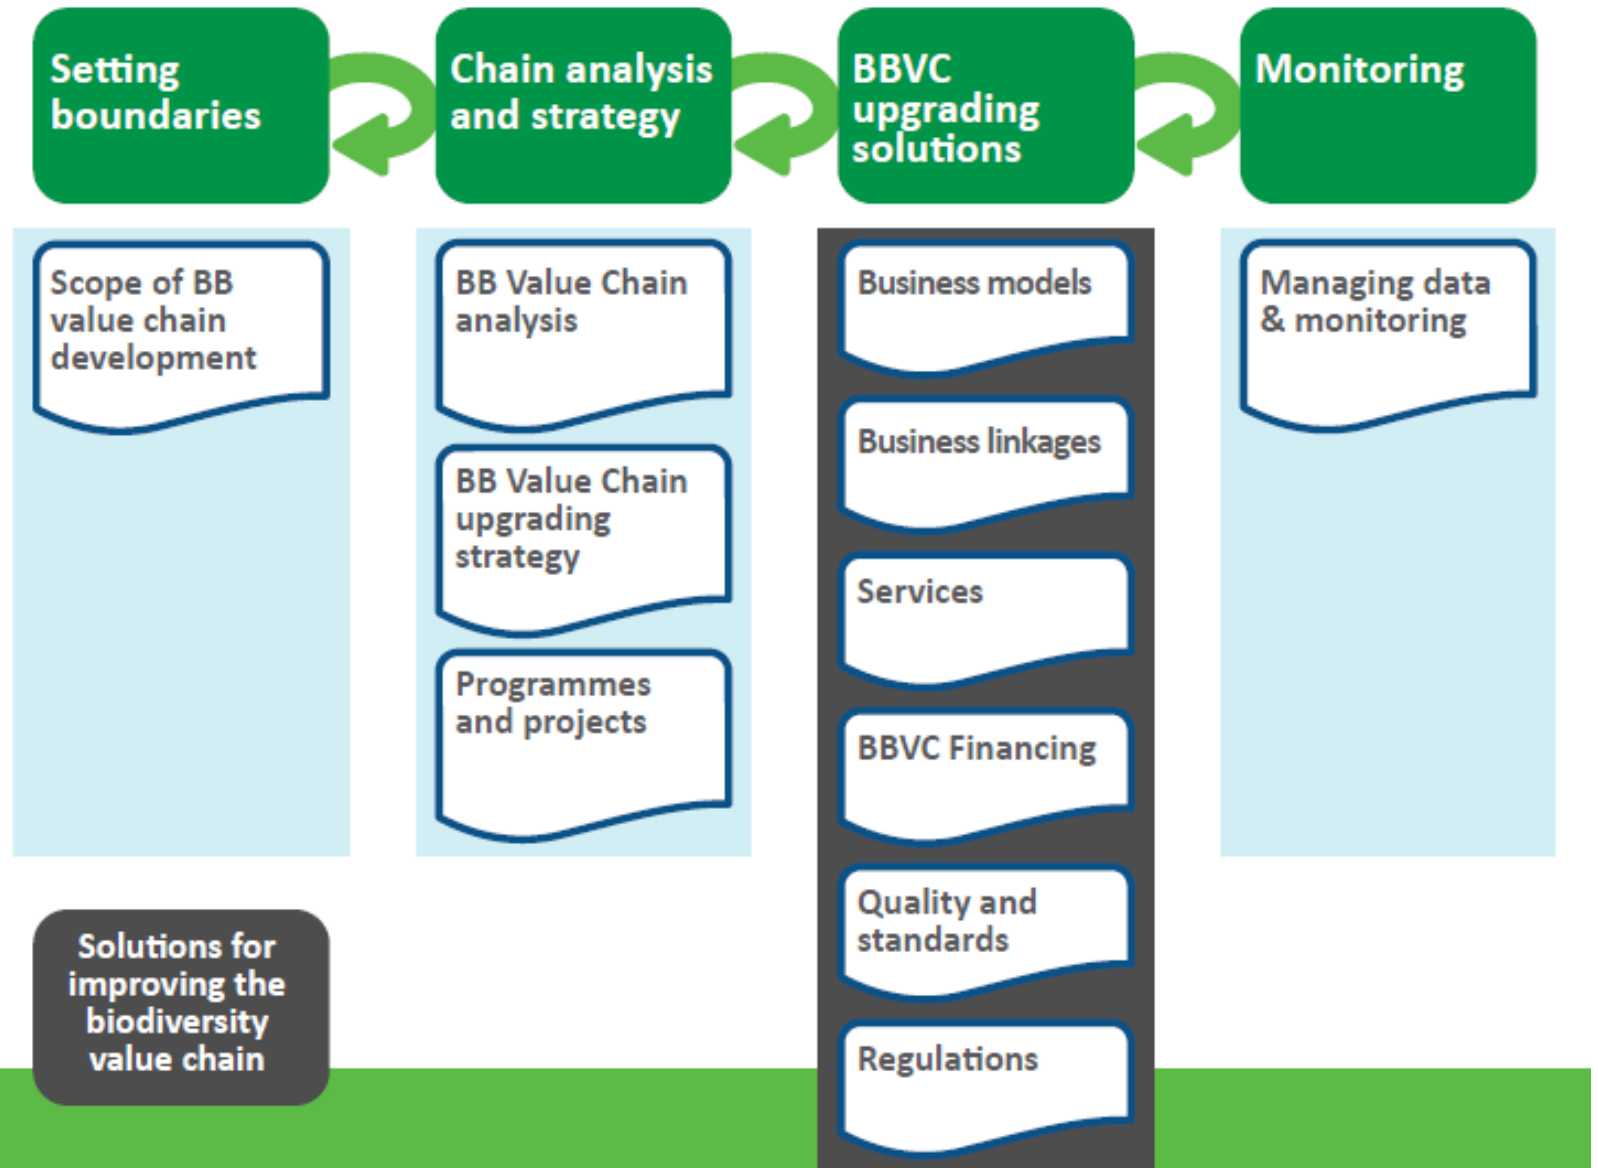 Setting
boundaries
Chain analysis
and strategy
BBVC
upgrading
solutions
Monitoring
Scope of BB
value chain
development
BB Value Chain
analysis
BB Value Chain
upgrading
strategy
Programmes
and projects
Business models
Business linkages
Services
BBVC Financing
Quality and
standards
Regulations
Managing data
& monitoring
Solutions for
improving the
biodiversity
value chain